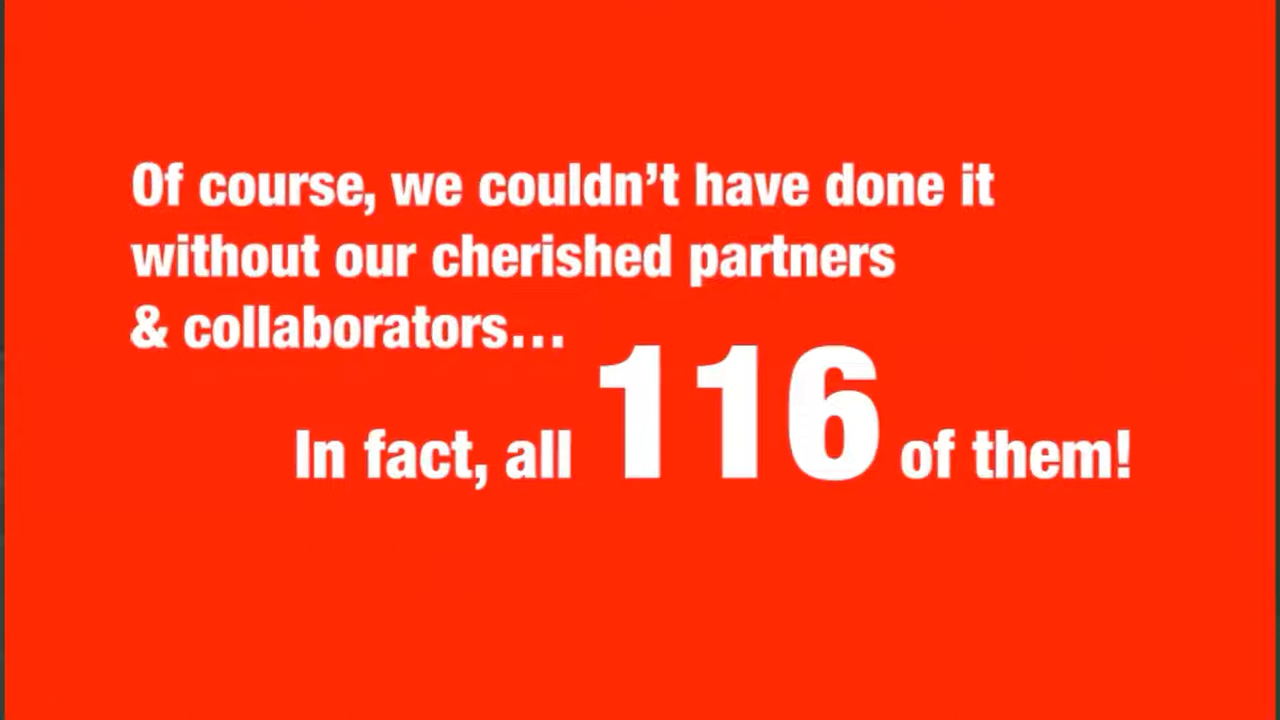 Of course, we couldn’t have done it
without our cherished partners
& collaborators…
In fact, all 116 of them!